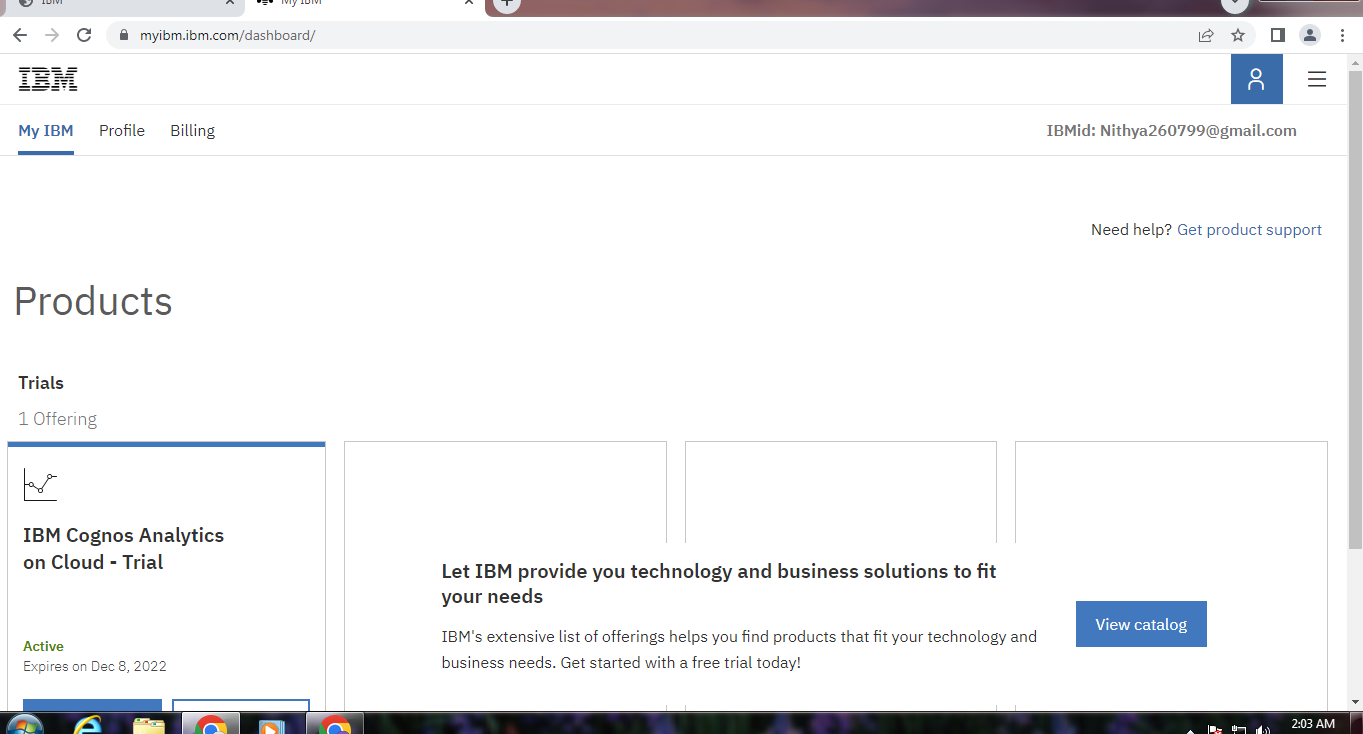 IBM
My IBM
myibm.ibm.com/dashboard/
IBM
My IBM Profile Billing IBMid: Nithya260799@gmail.com
Need help? Get product support
Products
Trials
1 Offering
IBM Cognos Analytics
on Cloud - Trial
Active
Expires on Dec 8, 2022
Let IBM provide you technology and business solutions to fit
your needs
IBM's extensive list of offerings helps you find products that fit your technology and
business needs. Get started with a free trial today!
View catalog
2:03 AM